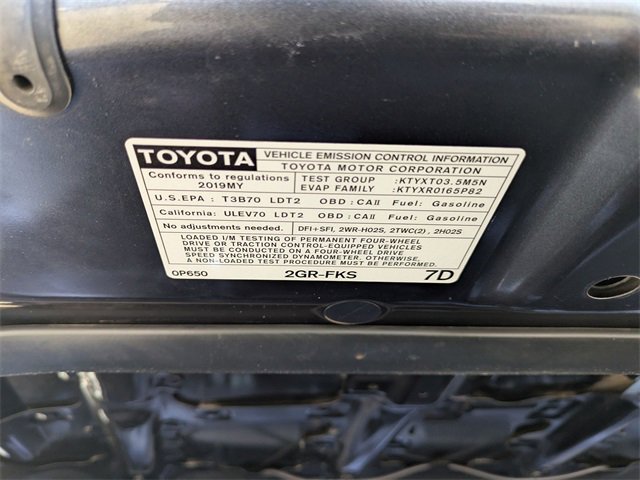 TOYOTA VEHICLE EMISSION CONTROL INFORMATION
TOYOTA MOTOR CORPORATION
Conforms to regulations
2019MY
TEST GROUP :KTYXT03.5M5N
EVAP FAMILY :KTYXR0165P82
U.S.EPA : T3B70 LDT2 OBD : CAII Fuel: Gasoline
California: ULEV70 LDT2 OBD : CAII Fuel: Gasoline
No adjustments needed. DFI+SFI, 2WR-HO2S, 2TWC(2), 2HO2S
LOADED I/M TESTING OF PERMANENT FOUR-WHEEL
DRIVE OR TRACTION CONTROL-EQUIPPED VEHICLES
MUST BE CONDUCTED ON A FOUR-WHEEL DRIVE
SPEED SYNCHRONIZED DYNAMOMETER. OTHERWISE,
A NON-LOADED TEST PROCEDURE MUST BE PERFORMED.
0P650 2GR-FKS 7D